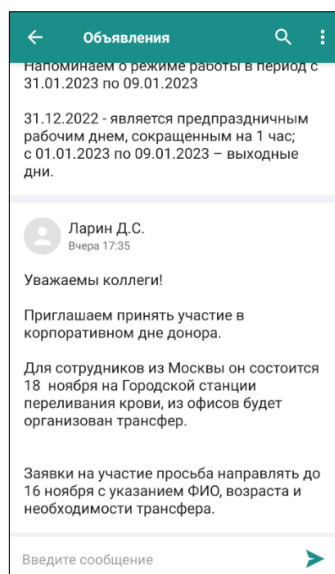 Объявления
Напоминаем о режиме работы в период с
31.01.2023 по 09.01.2023
31.12.2022 - является предпраздничным
рабочим днем, сокращенным на 1 час;
с 01.01.2023 по 09.01.2023 – выходные
дни.
Ларин Д.С.
Вчера 17:35
Уважаемы коллеги!
Приглашаем принять участие в
корпоративном дне донора.
Для сотрудников из Москвы он состоится
18 ноября на Городской станции
переливания крови, из офисов будет
организован трансфер.
Заявки на участие просьба направлять до
16 ноября с указанием ФИО, возраста и
необходимости трансфера.
Введите сообщение